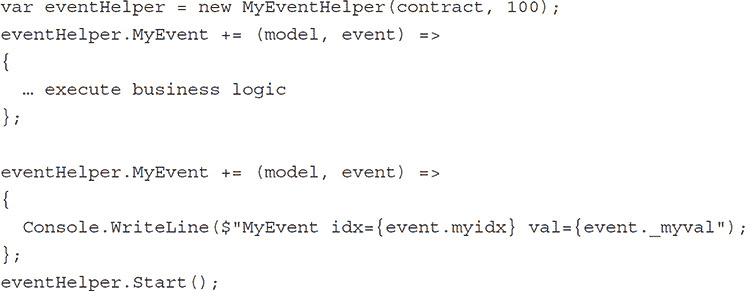 var eventHelper = new MyEventHelper(contract, 100);
eventHelper.MyEvent += (model, event) =>
{
  … execute business logic
};

eventHelper.MyEvent += (model, event) =>
{
  Console.WriteLine($"MyEvent idx={event.myidx} val={event._myval");
};
eventHelper.Start();